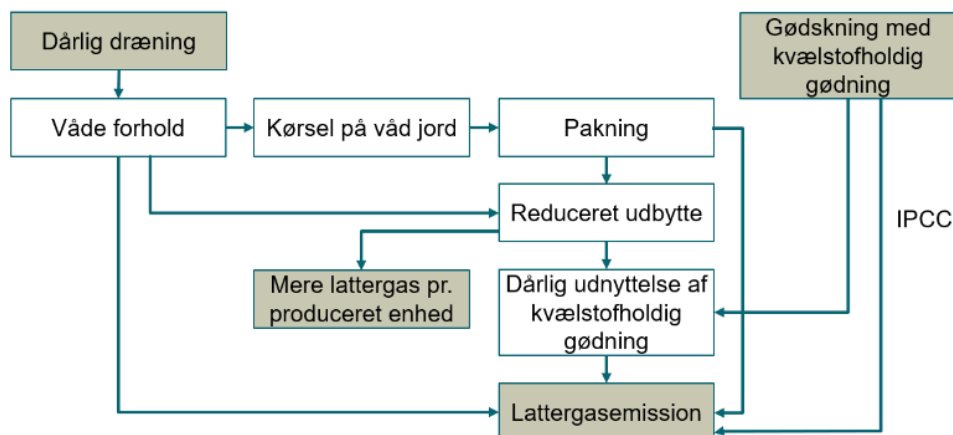 Dårlig dræning
Gødskning med
kvælstofholdig
gødning
Våde forhold
Kørsel på våd jord
Pakning
Reduceret udbytte
IPCC
Mere lattergas pr.
produceret enhed
Dårlig udnyttelse af
kvælstofholdig
gødning
Lattergasemission